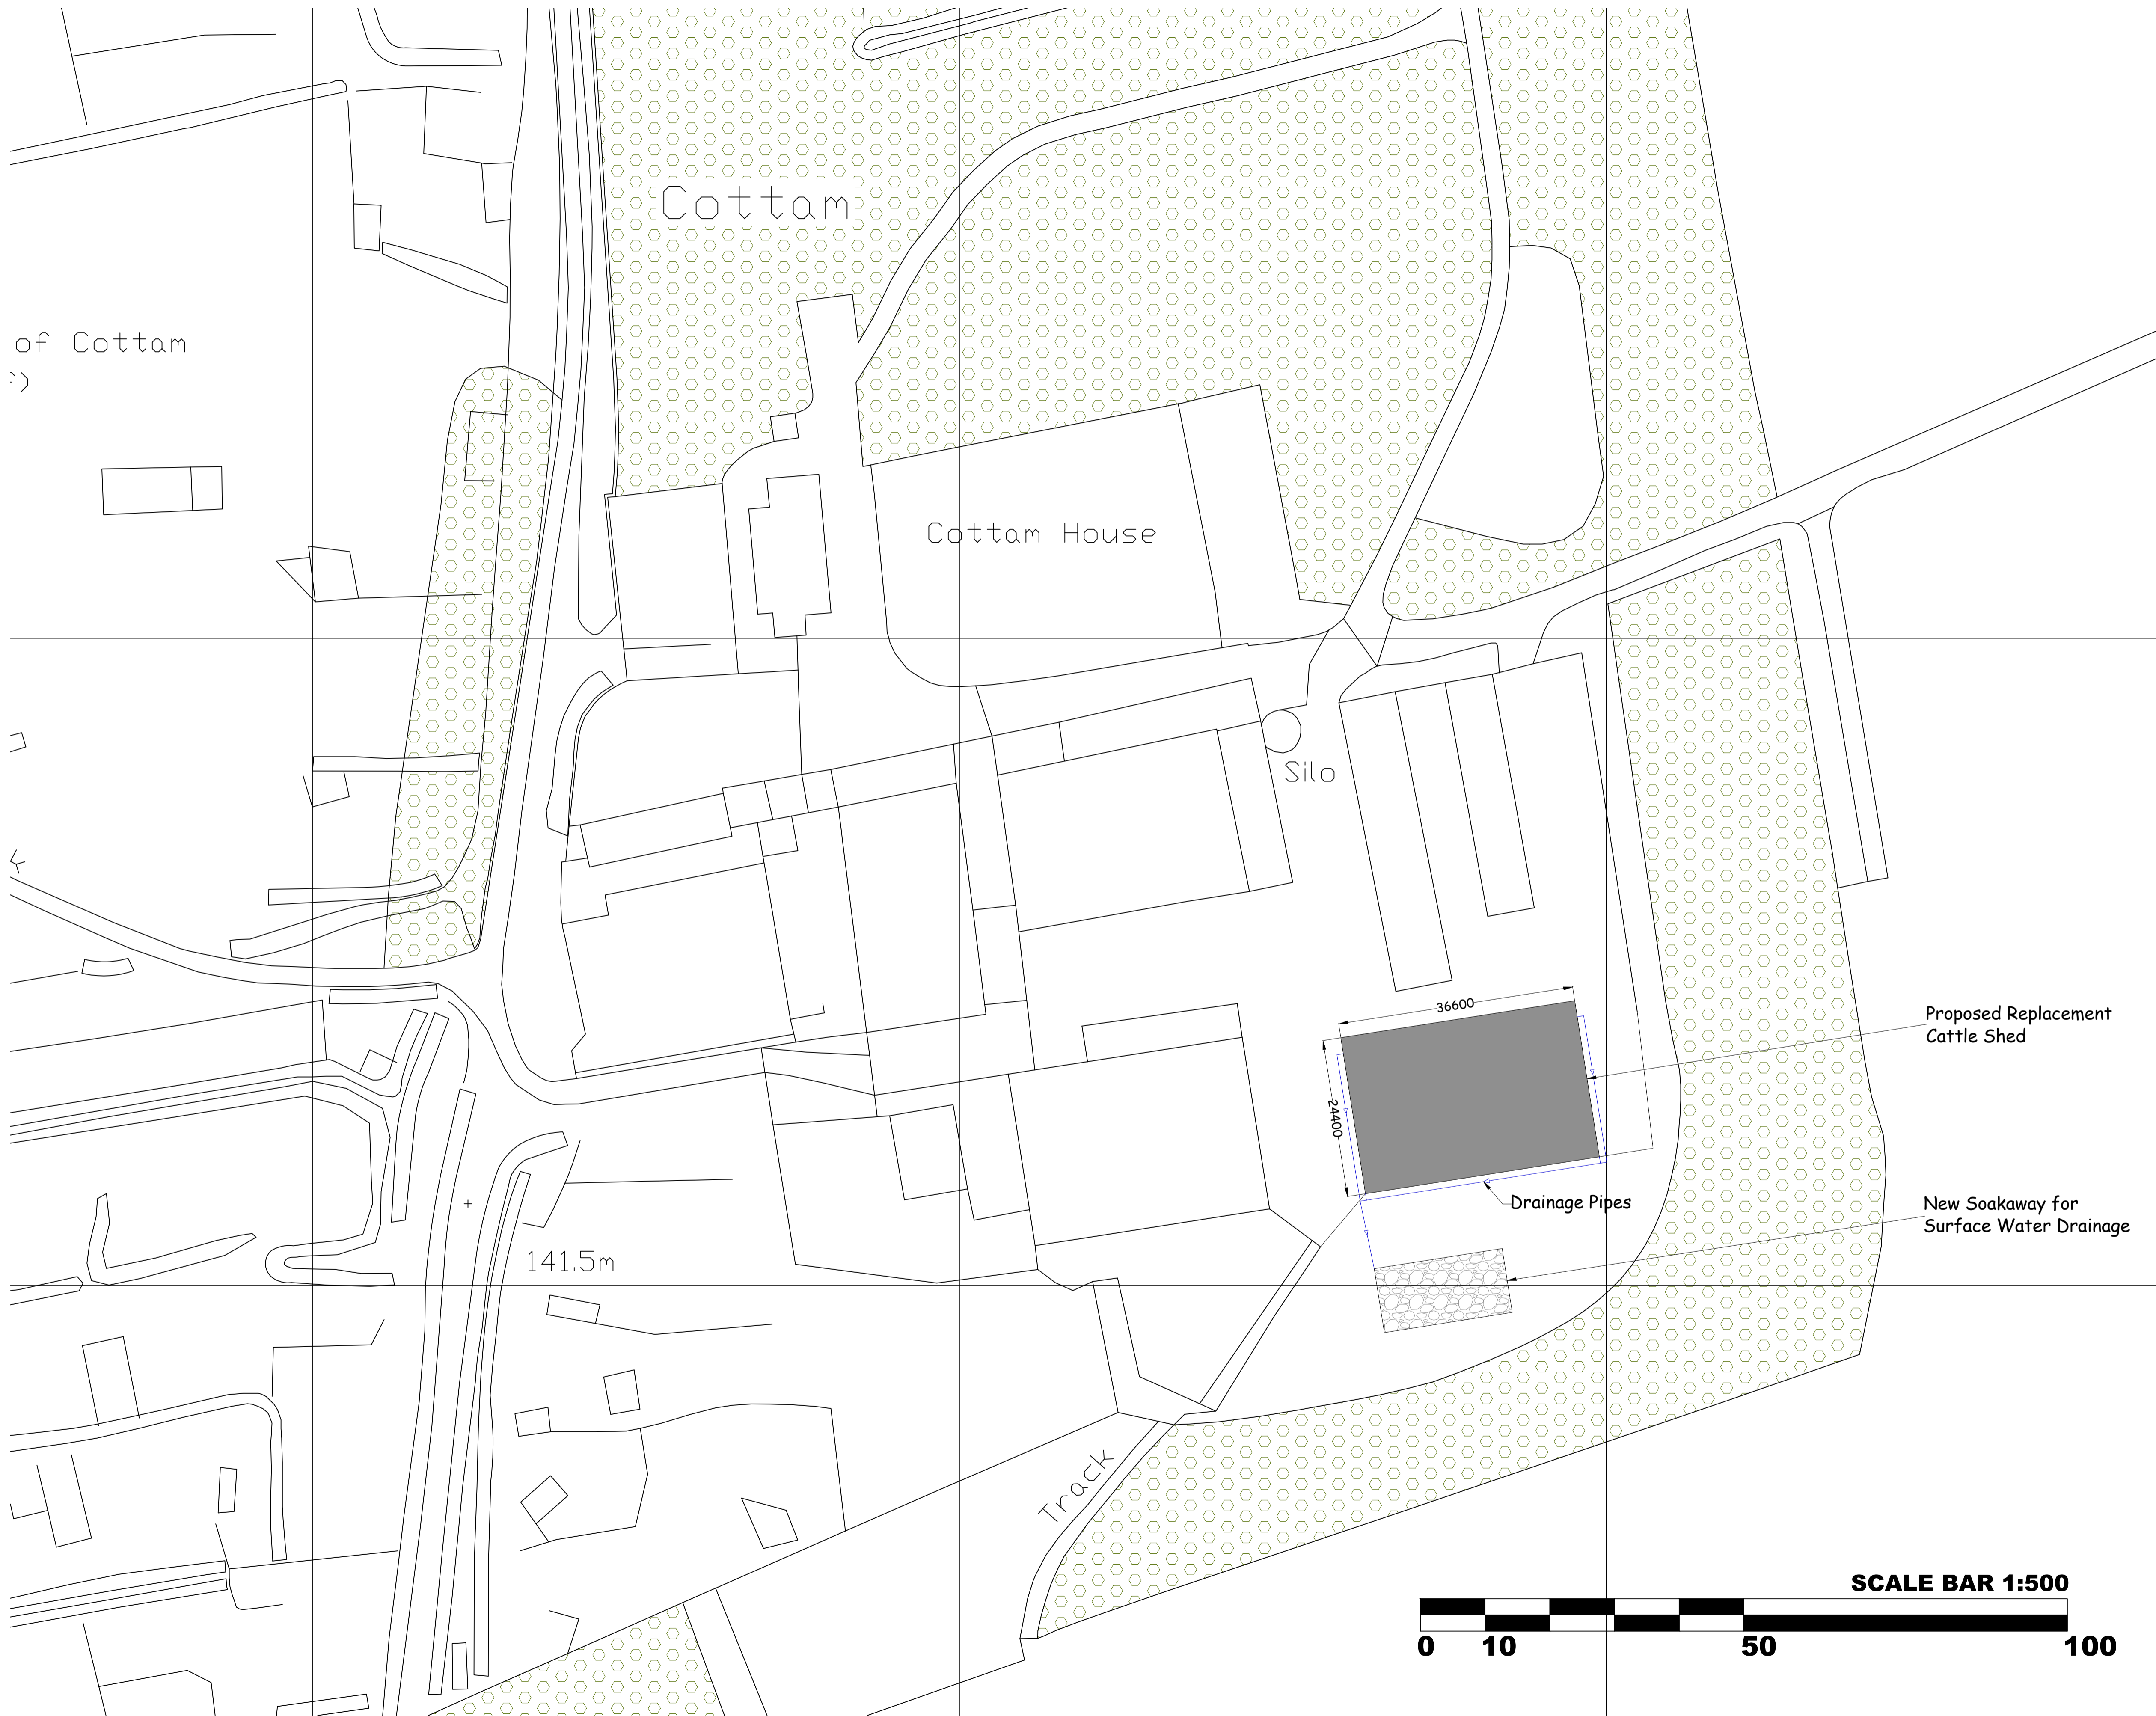 Cottam
of Cottam
Cottam House
Silo
36600
24400
Proposed Replacement
Cattle Shed
Drainage Pipes
New Soakaway for
Surface Water Drainage
141.5m
Track
SCALE BAR 1:500
0 10 50 100